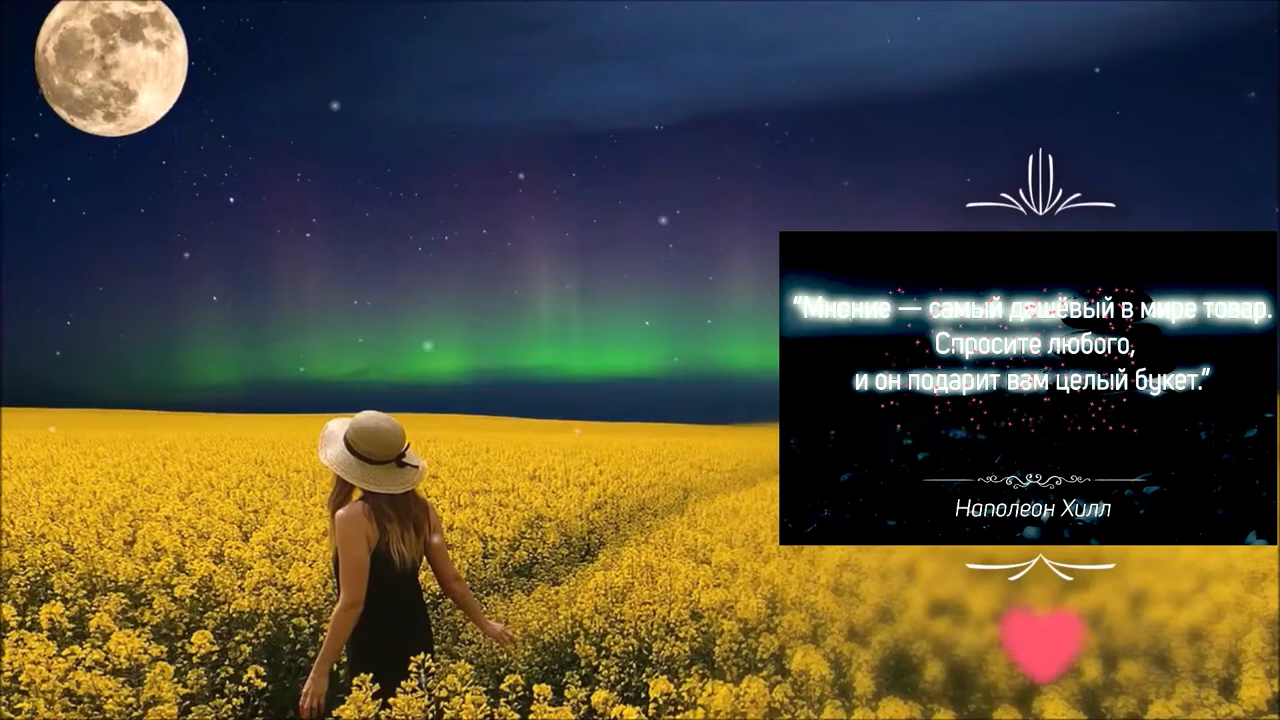 “Мнение — самый дешёвый в мире товар.
Спросите любого,
и он подарит вам целый букет.”
Наполеон Хилл